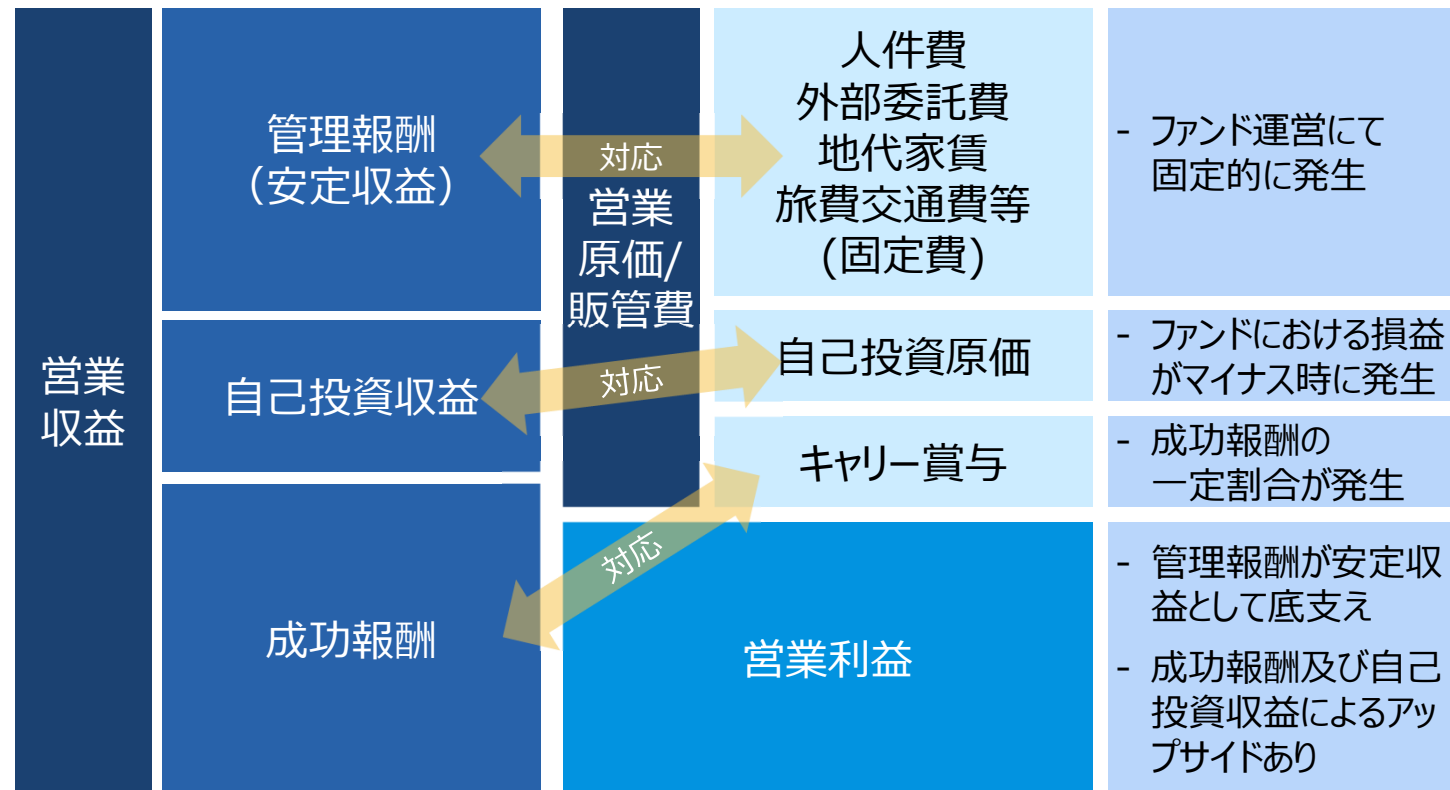 営業
収益
管理報酬
（安定収益）
自己投資収益
成功報酬
対応
対応
対応
営業
原価/
販管費
人件費
外部委託費
地代家賃
旅費交通費等
(固定費)
自己投資原価
キャリー賞与
営業利益
- ファンド運営にて
固定的に発生
- ファンドにおける損益
がマイナス時に発生
- 成功報酬の
一定割合が発生
- 管理報酬が安定収
益として底支え
- 成功報酬及び自己
投資収益によるアッ
プサイドあり